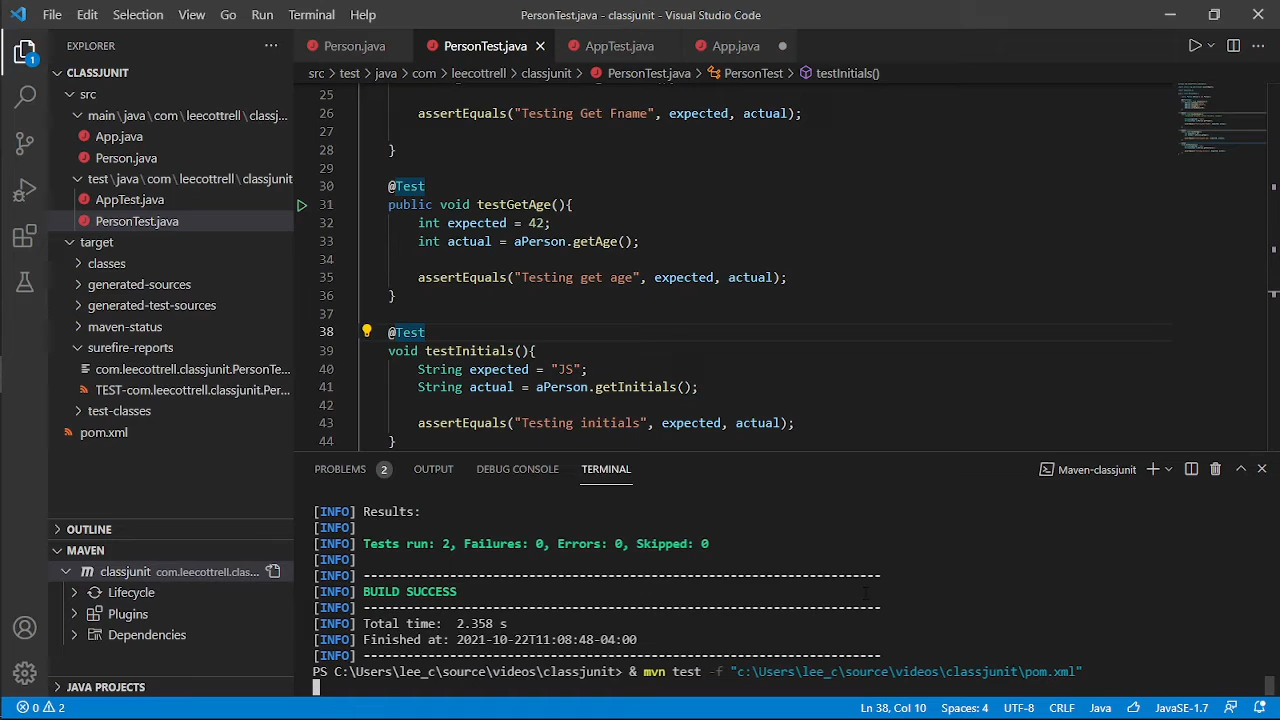 File Edit Selection View Go Run Terminal Help
PersonTest.java - classjunit - Visual Studio Code
EXPLORER
Person.java
PersonTest.java
AppTest.java
App.java
src > test > java > com > leecottrell > classjunit > PersonTest.java > PersonTest > testInitials()
1
CLASSJUNIT
src
main\java\com\leecottrell\classj...
App.java
Person.java
test\java\com\leecottrell\classjunit
AppTest.java
PersonTest.java
target
classes
generated-sources
generated-test-sources
maven-status
surefire-reports
com.leecottrell.classjunit.PersonTe...
TEST-com.leecottrell.classjunit.Per...
test-classes
pom.xml
OUTLINE
MAVEN
classjunit com.leecottrell.clas...
Lifecycle
Plugins
Dependencies
JAVA PROJECTS
25
26 assertEquals("Testing Get Fname", expected, actual);
27
28 }
29
30 @Test
31 public void testGetAge(){
32 int expected = 42;
33 int actual = aPerson.getAge();
34
35 assertEquals("Testing get age", expected, actual);
36 }
37
38 @Test
39 void testInitials(){
40 String expected = "JS";
41 String actual = aPerson.getInitials();
42
43 assertEquals("Testing initials", expected, actual);
44 }
PROBLEMS 2 OUTPUT DEBUG CONSOLE TERMINAL
Maven-classjunit
[INFO] Results:
[INFO]
[INFO] Tests run: 2, Failures: 0, Errors: 0, Skipped: 0
[INFO]
[INFO] ------------------------------------------------------------------------
[INFO] BUILD SUCCESS
[INFO] ------------------------------------------------------------------------
[INFO] Total time:  2.358 s
[INFO] Finished at: 2021-10-22T11:08:48-04:00
[INFO] ------------------------------------------------------------------------
PS C:\Users\lee_c\source\videos\classjunit> & mvn test -f "c:\Users\lee_c\source\videos\classjunit\pom.xml"
0 2
Ln 38, Col 10 Spaces: 4 UTF-8 CRLF Java JavaSE-1.7